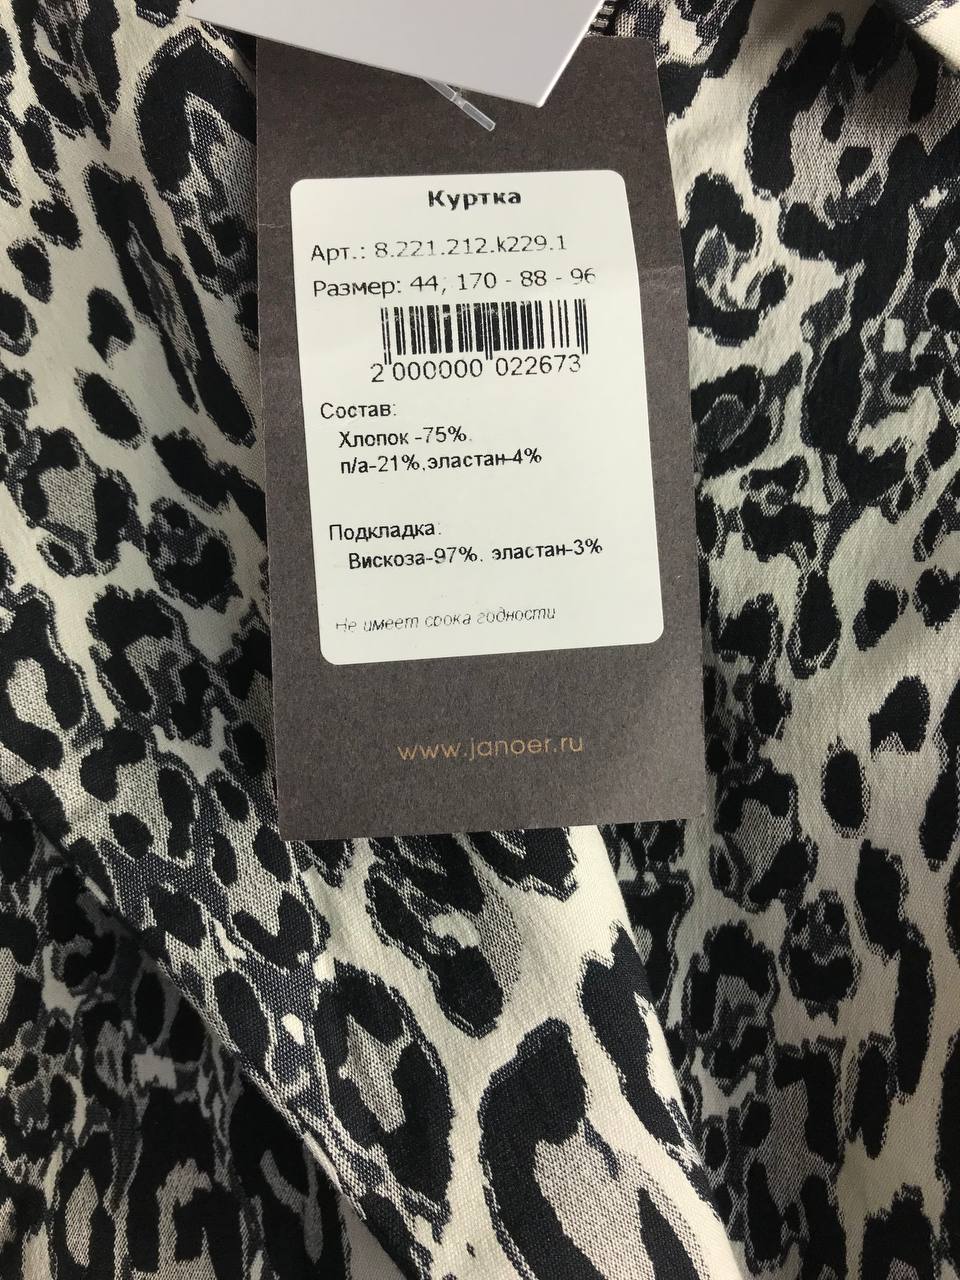 Куртка
Арт.: 8.221.212.k229.1
Размер: 44; 170 - 88 - 96
2 000000 022673
Состав:
Хлопок -75%,
п/а-21%,эластан-4%
Подкладка:
Вискоза-97%. эластан-3%
Не имеет срока годности
www.janoer.ru